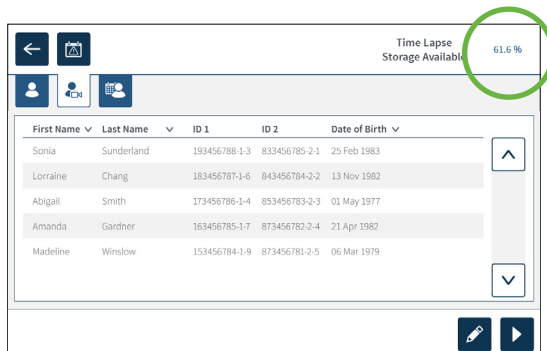 Time Lapse
Storage Available 61.6 %
First Name Last Name ID 1 ID 2 Date of Birth
Sonia Sunderland 193456788-1-3 833456785-2-1 25 Feb 1983
Lorraine Chang 183456787-1-6 843456784-2-2 13 Nov 1982
Abigail Smith 173456786-1-4 853456783-2-3 01 May 1977
Amanda Gardner 163456785-1-7 873456782-2-4 21 Apr 1982
Madeline Winslow 153456784-1-9 873456781-2-5 06 Mar 1979